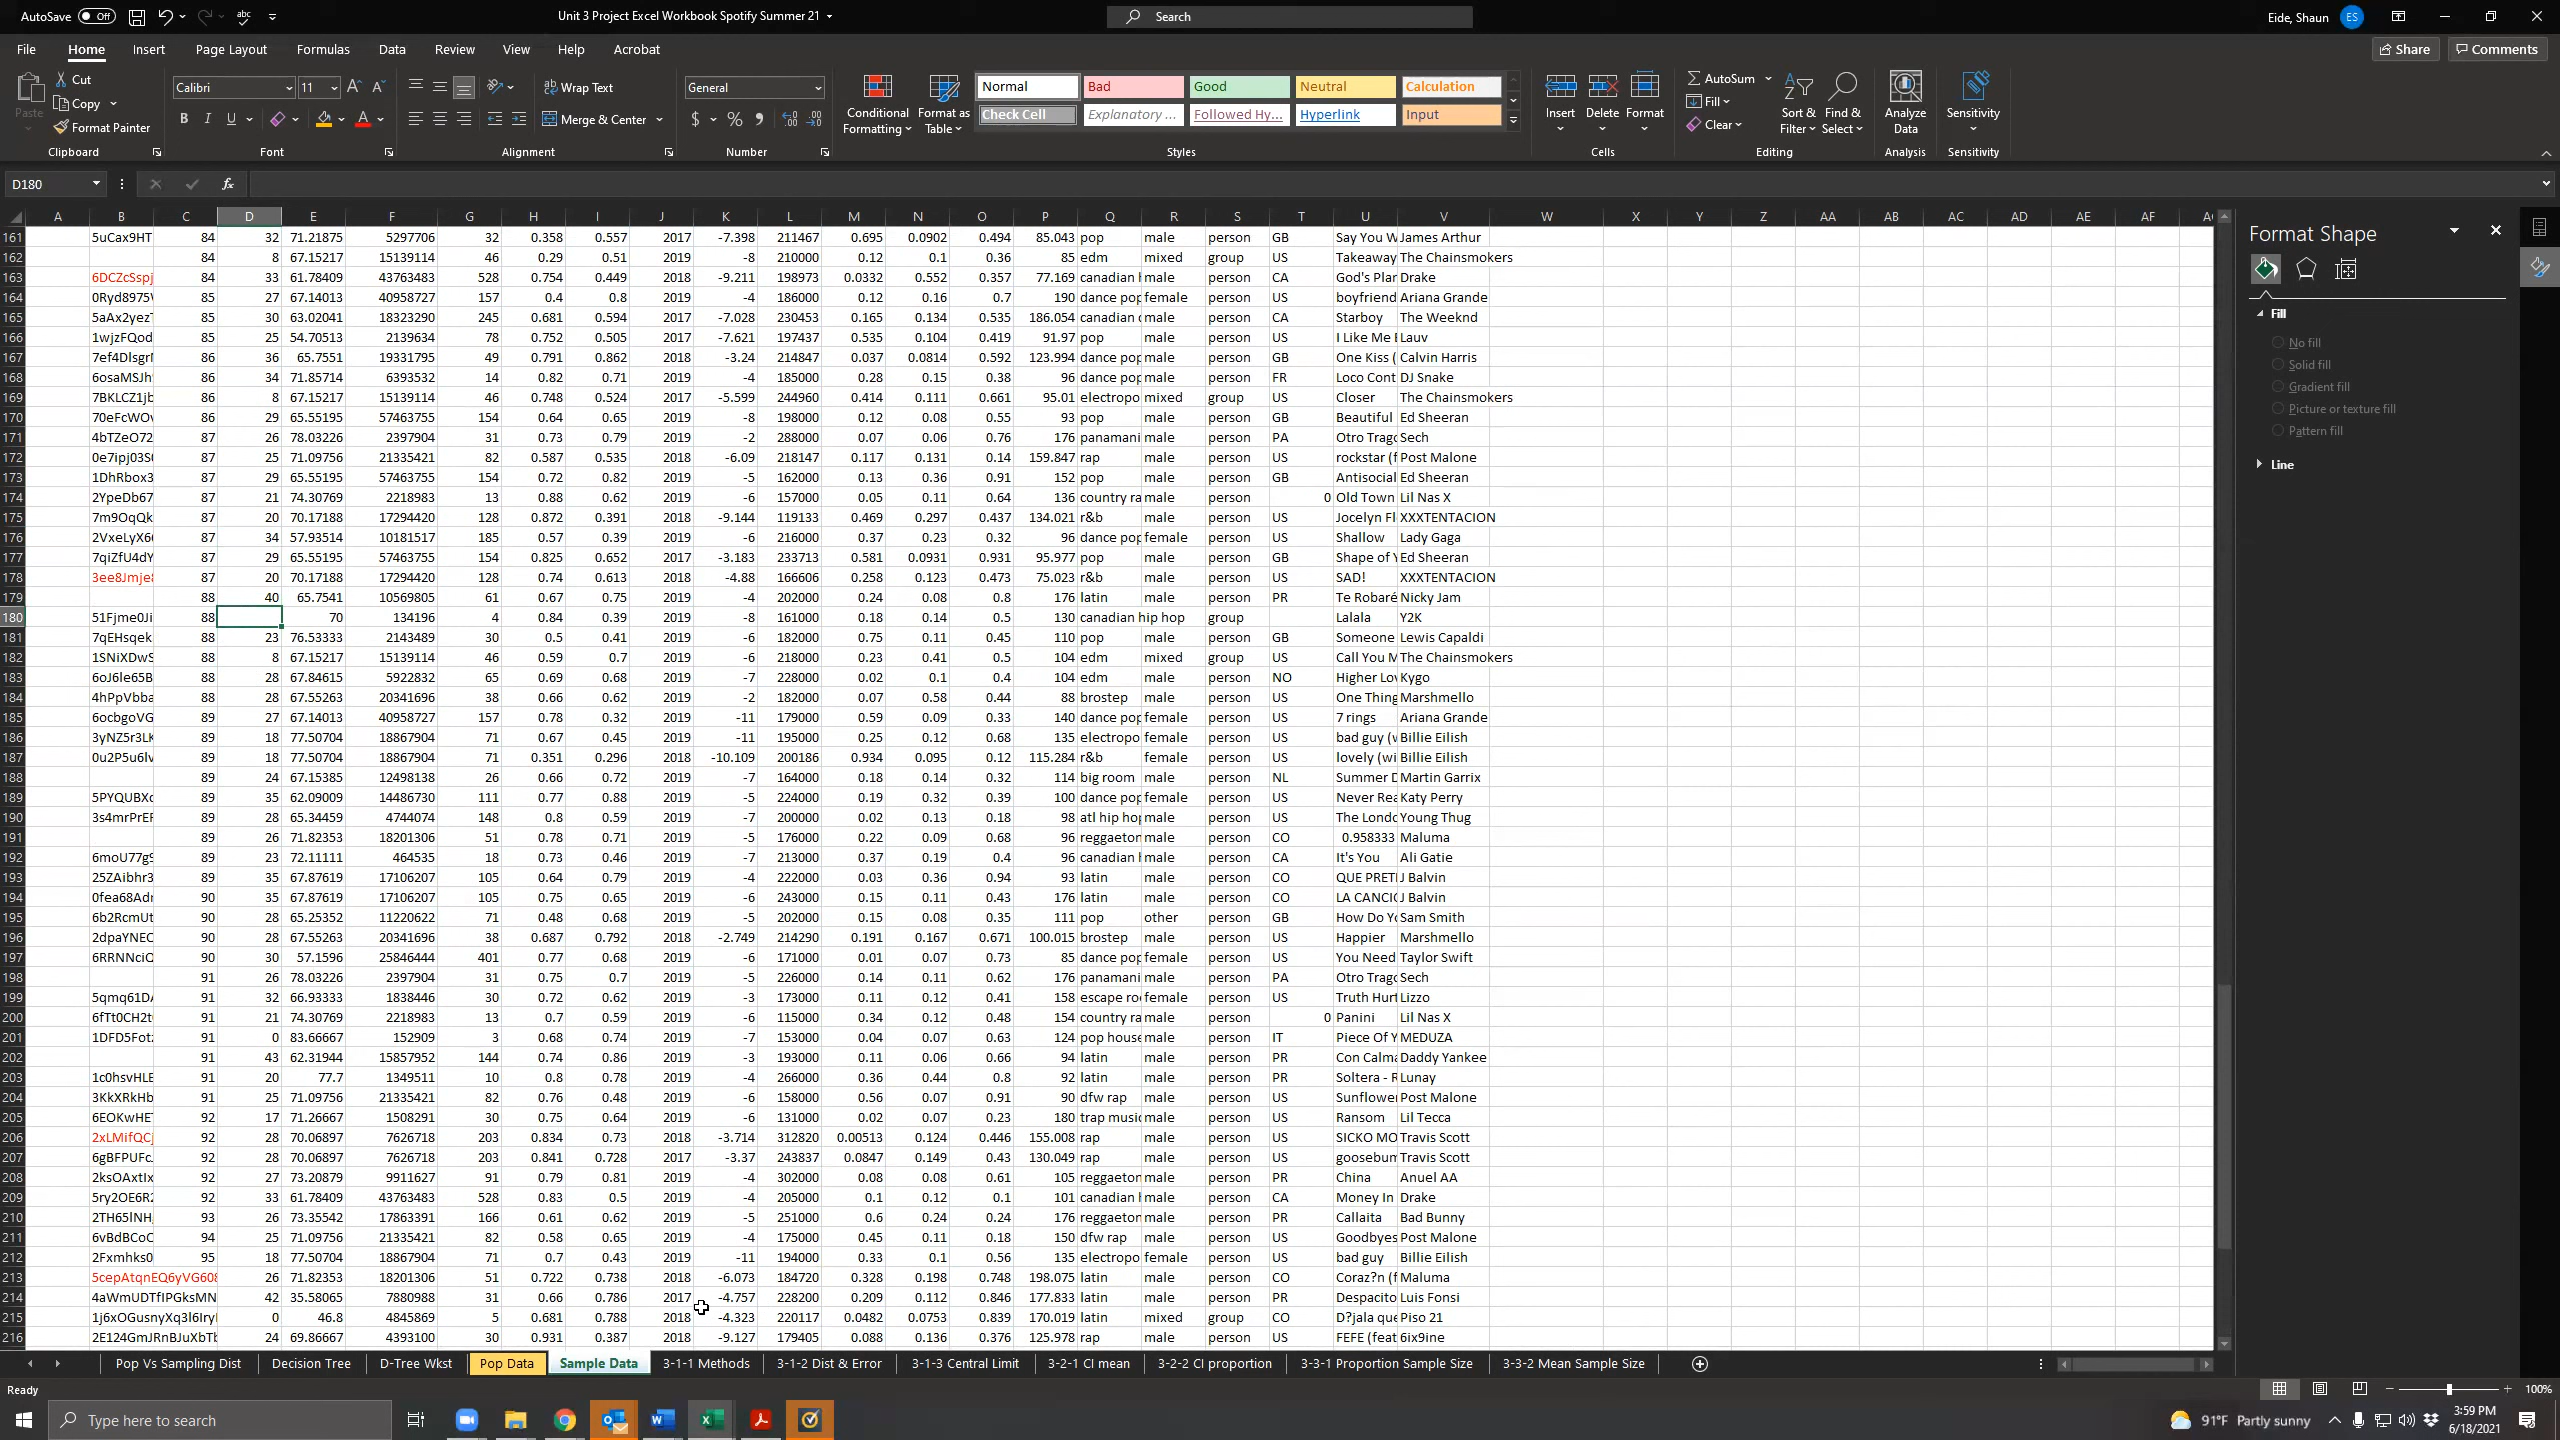 AutoSave Off Unit 3 Project Excel Workbook Spotify Summer 21 Search Eide, Shaun ES
File Home Insert Page Layout Formulas Data Review View Help Acrobat Share Comments
Cut
Copy
Format Painter
Paste
Clipboard
Calibri 11
Font
Wrap Text
Merge & Center
Alignment
General
Number
Conditional Formatting
Format as Table
Normal Bad Good Neutral Calculation
Check Cell Explanatory ... Followed Hy... Hyperlink Input
Styles
Insert Delete Format
Cells
AutoSum
Fill
Clear
Sort & Filter
Find & Select
Editing
Analyze Data
Analysis
Sensitivity
Sensitivity
D180 fx
A B C D E F G H I J K L M N O P Q R S T U V W X Y Z AA AB AC AD AE AF
161 5uCax9HT 84 32 71.21875 5297706 32 0.358 0.557 2017 -7.398 211467 0.695 0.0902 0.494 85.043 pop male person GB Say You W James Arthur
162 84 8 67.15217 15139114 46 0.29 0.51 2019 -8 210000 0.12 0.1 0.36 85 edm mixed group US Takeaway The Chainsmokers
163 6DCZcSspj 84 33 61.78409 43763483 528 0.754 0.449 2018 -9.211 198973 0.0332 0.552 0.357 77.169 canadian male person CA God's Plan Drake
164 0Ryd8975 85 27 67.14013 40958727 157 0.4 0.8 2019 -4 186000 0.12 0.16 0.7 190 dance pop female person US boyfriend Ariana Grande
165 5aAx2yez 85 30 63.02041 18323290 245 0.681 0.594 2017 -7.028 230453 0.165 0.134 0.535 186.054 canadian male person CA Starboy The Weeknd
166 1wjzFQod 85 25 54.70513 2139634 78 0.752 0.505 2017 -7.621 197437 0.535 0.104 0.419 91.97 pop male person US I Like Me Lauv
167 7ef4Dlsgr 86 36 65.7551 19331795 49 0.791 0.862 2018 -3.24 214847 0.037 0.0814 0.592 123.994 dance pop male person GB One Kiss ( Calvin Harris
168 6osaMSJh 86 34 71.85714 6393532 14 0.82 0.71 2019 -4 185000 0.28 0.15 0.38 96 dance pop male person FR Loco Cont DJ Snake
169 7BKLCZ1jb 86 8 67.15217 15139114 46 0.748 0.524 2017 -5.599 244960 0.414 0.111 0.661 95.01 electropo mixed group US Closer The Chainsmokers
170 70eFcWOv 86 29 65.55195 57463755 154 0.64 0.65 2019 -8 198000 0.12 0.08 0.55 93 pop male person GB Beautiful Ed Sheeran
171 4bTZeO72 87 26 78.03226 2397904 31 0.73 0.79 2019 -2 288000 0.07 0.06 0.76 176 panamani male person PA Otro Trag Sech
172 0e7ipj03S 87 25 71.09756 21335421 82 0.587 0.535 2017 -6.09 218147 0.117 0.131 0.14 159.847 rap male person US rockstar (f Post Malone
173 1DhRbox3 87 29 65.55195 57463755 154 0.72 0.82 2019 -5 162000 0.13 0.36 0.91 152 pop male person GB Antisocial Ed Sheeran
174 2YpeDb67 87 21 74.30769 2218983 13 0.88 0.62 2019 -6 157000 0.05 0.11 0.64 136 country ra male person 0 Old Town Lil Nas X
175 7m9OqQk 87 20 70.17188 17294420 128 0.872 0.391 2018 -9.144 119133 0.469 0.297 0.437 134.021 r&b male person US Jocelyn Fl XXXTENTACION
176 2VxeLyX6 87 34 57.93514 10181517 185 0.57 0.39 2019 -6 216000 0.37 0.23 0.32 96 dance pop female person US Shallow Lady Gaga
177 7qiZfU4dY 87 29 65.55195 57463755 154 0.825 0.652 2017 -3.183 233713 0.581 0.0931 0.931 95.977 pop male person GB Shape of Y Ed Sheeran
178 3ee8Jmje 87 20 70.17188 17294420 128 0.74 0.613 2018 -4.88 166606 0.258 0.123 0.473 75.023 r&b male person US SAD! XXXTENTACION
179 88 40 65.7541 10569805 61 0.67 0.75 2019 -4 202000 0.24 0.08 0.8 176 latin male person PR Te Robaré Nicky Jam
180 51Fjme0Ji 88 70 134196 4 0.84 0.39 2019 -8 161000 0.18 0.14 0.5 130 canadian hip hop group Lalala Y2K
181 7qEHsqek 88 23 76.53333 2143489 30 0.5 0.41 2019 -6 182000 0.75 0.11 0.45 110 pop male person GB Someone Lewis Capaldi
182 1SNiXDwS 88 8 67.15217 15139114 46 0.59 0.7 2019 -6 218000 0.23 0.41 0.5 104 edm mixed group US Call You M The Chainsmokers
183 6oJ6le65B 88 28 67.84615 5922832 65 0.69 0.68 2019 -7 228000 0.02 0.1 0.4 104 edm male person NO Higher Lov Kygo
184 4hPpVbba 88 28 67.55263 20341696 38 0.66 0.62 2019 -2 182000 0.07 0.58 0.44 88 brostep male person US One Thing Marshmello
185 6ocbgoVG 89 27 67.14013 40958727 157 0.78 0.32 2019 -11 179000 0.59 0.09 0.33 140 dance pop female person US 7 rings Ariana Grande
186 3yNZ5r3LK 89 18 77.50704 18867904 71 0.67 0.45 2019 -11 195000 0.25 0.12 0.68 135 electropo female person US bad guy (w Billie Eilish
187 0u2P5u6lv 89 18 77.50704 18867904 71 0.351 0.296 2018 -10.109 200186 0.934 0.095 0.12 115.284 r&b female person US lovely (wi Billie Eilish
188 89 24 67.15385 12498138 26 0.66 0.72 2019 -7 164000 0.18 0.14 0.32 114 big room male person NL Summer D Martin Garrix
189 5PYQUBXc 89 35 62.09009 14486730 111 0.77 0.88 2019 -5 224000 0.19 0.32 0.39 100 dance pop female person US Never Rea Katy Perry
190 3s4mrPrEF 89 28 65.34459 4744074 148 0.8 0.59 2019 -7 200000 0.02 0.13 0.18 98 atl hip hop male person US The Londo Young Thug
191 89 26 71.82353 18201306 51 0.78 0.71 2019 -5 176000 0.22 0.09 0.68 96 reggaeton male person CO 0.958333 Maluma
192 6moU77gS 89 23 72.11111 464535 18 0.73 0.46 2019 -7 213000 0.37 0.19 0.4 96 canadian male person CA It's You Ali Gatie
193 25ZAibhr3 89 35 67.87619 17106207 105 0.64 0.79 2019 -4 222000 0.03 0.36 0.94 93 latin male person CO QUE PRET J Balvin
194 0fea68Adr 90 35 67.87619 17106207 105 0.75 0.65 2019 -6 243000 0.15 0.11 0.43 176 latin male person CO LA CANCI J Balvin
195 6b2RcmUt 90 28 65.25352 11220622 71 0.48 0.68 2019 -5 202000 0.15 0.08 0.35 111 pop other person GB How Do Y Sam Smith
196 2dpaYNEC 90 28 67.55263 20341696 38 0.687 0.792 2018 -2.749 214290 0.191 0.167 0.671 100.015 brostep male person US Happier Marshmello
197 6RRNNciQ 90 30 57.1596 25846444 401 0.77 0.68 2019 -6 171000 0.01 0.07 0.73 85 dance pop female person US You Need Taylor Swift
198 91 26 78.03226 2397904 31 0.75 0.7 2019 -5 226000 0.14 0.11 0.62 176 panamani male person PA Otro Trag Sech
199 5qmq61DA 91 32 66.93333 1838446 30 0.72 0.62 2019 -3 173000 0.11 0.12 0.41 158 escape ro female person US Truth Hurt Lizzo
200 6fTt0CH2t 91 21 74.30769 2218983 13 0.7 0.59 2019 -6 115000 0.34 0.12 0.48 154 country ra male person 0 Panini Lil Nas X
201 1DFD5Fot 91 0 83.66667 152909 3 0.68 0.74 2019 -7 153000 0.04 0.07 0.63 124 pop house male person IT Piece Of Y MEDUZA
202 91 43 62.31944 15857952 144 0.74 0.86 2019 -3 193000 0.11 0.06 0.66 94 latin male person PR Con Calma Daddy Yankee
203 1c0hsvHLE 91 20 77.7 1349511 10 0.8 0.78 2019 -4 266000 0.36 0.44 0.8 92 latin male person PR Soltera - R Lunay
204 3KkXRkHb 91 25 71.09756 21335421 82 0.76 0.48 2019 -6 158000 0.56 0.07 0.91 90 dfw rap male person US Sunflower Post Malone
205 6EOKwHE 92 17 71.26667 1508291 30 0.75 0.64 2019 -6 131000 0.02 0.07 0.23 180 trap music male person US Ransom Lil Tecca
206 2xLMifQCj 92 28 70.06897 7626718 203 0.834 0.73 2018 -3.714 312820 0.00513 0.124 0.446 155.008 rap male person US SICKO MO Travis Scott
207 6gBFPUFc 92 28 70.06897 7626718 203 0.841 0.728 2017 -3.37 243837 0.0847 0.149 0.43 130.049 rap male person US goosebum Travis Scott
208 2ksOAxtIx 92 27 73.20879 9911627 91 0.79 0.81 2019 -4 302000 0.08 0.08 0.61 105 reggaeton male person PR China Anuel AA
209 5ry2OE6R2 92 33 61.78409 43763483 528 0.83 0.5 2019 -4 205000 0.1 0.12 0.1 101 canadian male person CA Money In Drake
210 2TH65lNH 93 26 73.35542 17863391 166 0.61 0.62 2019 -5 251000 0.6 0.24 0.24 176 reggaeton male person PR Callaita Bad Bunny
211 6vBdBCoC 94 25 71.09756 21335421 82 0.58 0.65 2019 -4 175000 0.45 0.11 0.18 150 dfw rap male person US Goodbyes Post Malone
212 2Fxmhks0 95 18 77.50704 18867904 71 0.7 0.43 2019 -11 194000 0.33 0.1 0.56 135 electropo female person US bad guy Billie Eilish
213 5cepAtqnEQ6yVG608 26 71.82353 18201306 51 0.722 0.738 2018 -6.073 184720 0.328 0.198 0.748 198.075 latin male person CO Coraz?n (f Maluma
214 4aWmUDTfIPGksMN 42 35.58065 7880988 31 0.66 0.786 2017 -4.757 228200 0.209 0.112 0.846 177.833 latin male person PR Despacito Luis Fonsi
215 1j6xOGusnyXq3l6Iry 0 46.8 4845869 5 0.681 0.788 2018 -4.323 220117 0.0482 0.0753 0.839 170.019 latin mixed group CO D?jala que Piso 21
216 2E124GmJRnBJuXbTb 24 69.86667 4393100 30 0.931 0.387 2018 -9.127 179405 0.088 0.136 0.376 125.978 rap male person US FEFE (feat 6ix9ine
Format Shape
Fill
No fill
Solid fill
Gradient fill
Picture or texture fill
Pattern fill
Line
Pop Vs Sampling Dist Decision Tree D-Tree Wkst Pop Data Sample Data 3-1-1 Methods 3-1-2 Dist & Error 3-1-3 Central Limit 3-2-1 CI mean 3-2-2 CI proportion 3-3-1 Proportion Sample Size 3-3-2 Mean Sample Size
Ready 100%
Type here to search 91°F Partly sunny 3:59 PM
6/18/2021